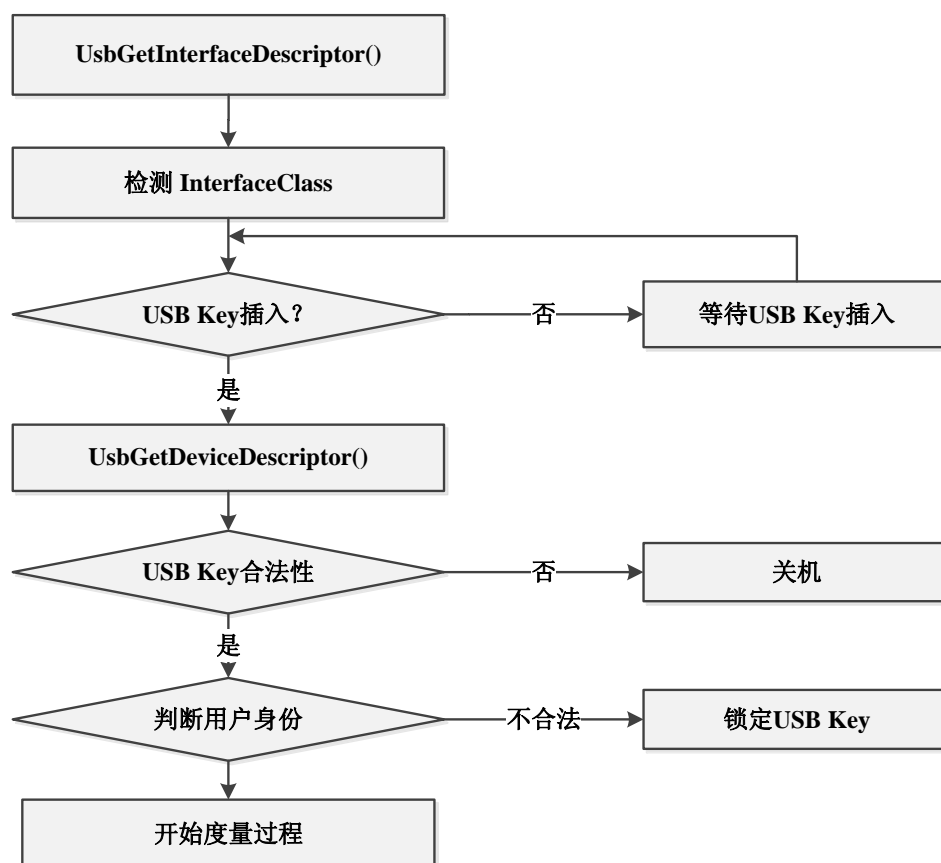 UsbGetInterfaceDescriptor()
检测 InterfaceClass
USB Key插入？
否
等待USB Key插入
是
UsbGetDeviceDescriptor()
USB Key合法性
否
关机
是
判断用户身份
不合法
锁定USB Key
开始度量过程